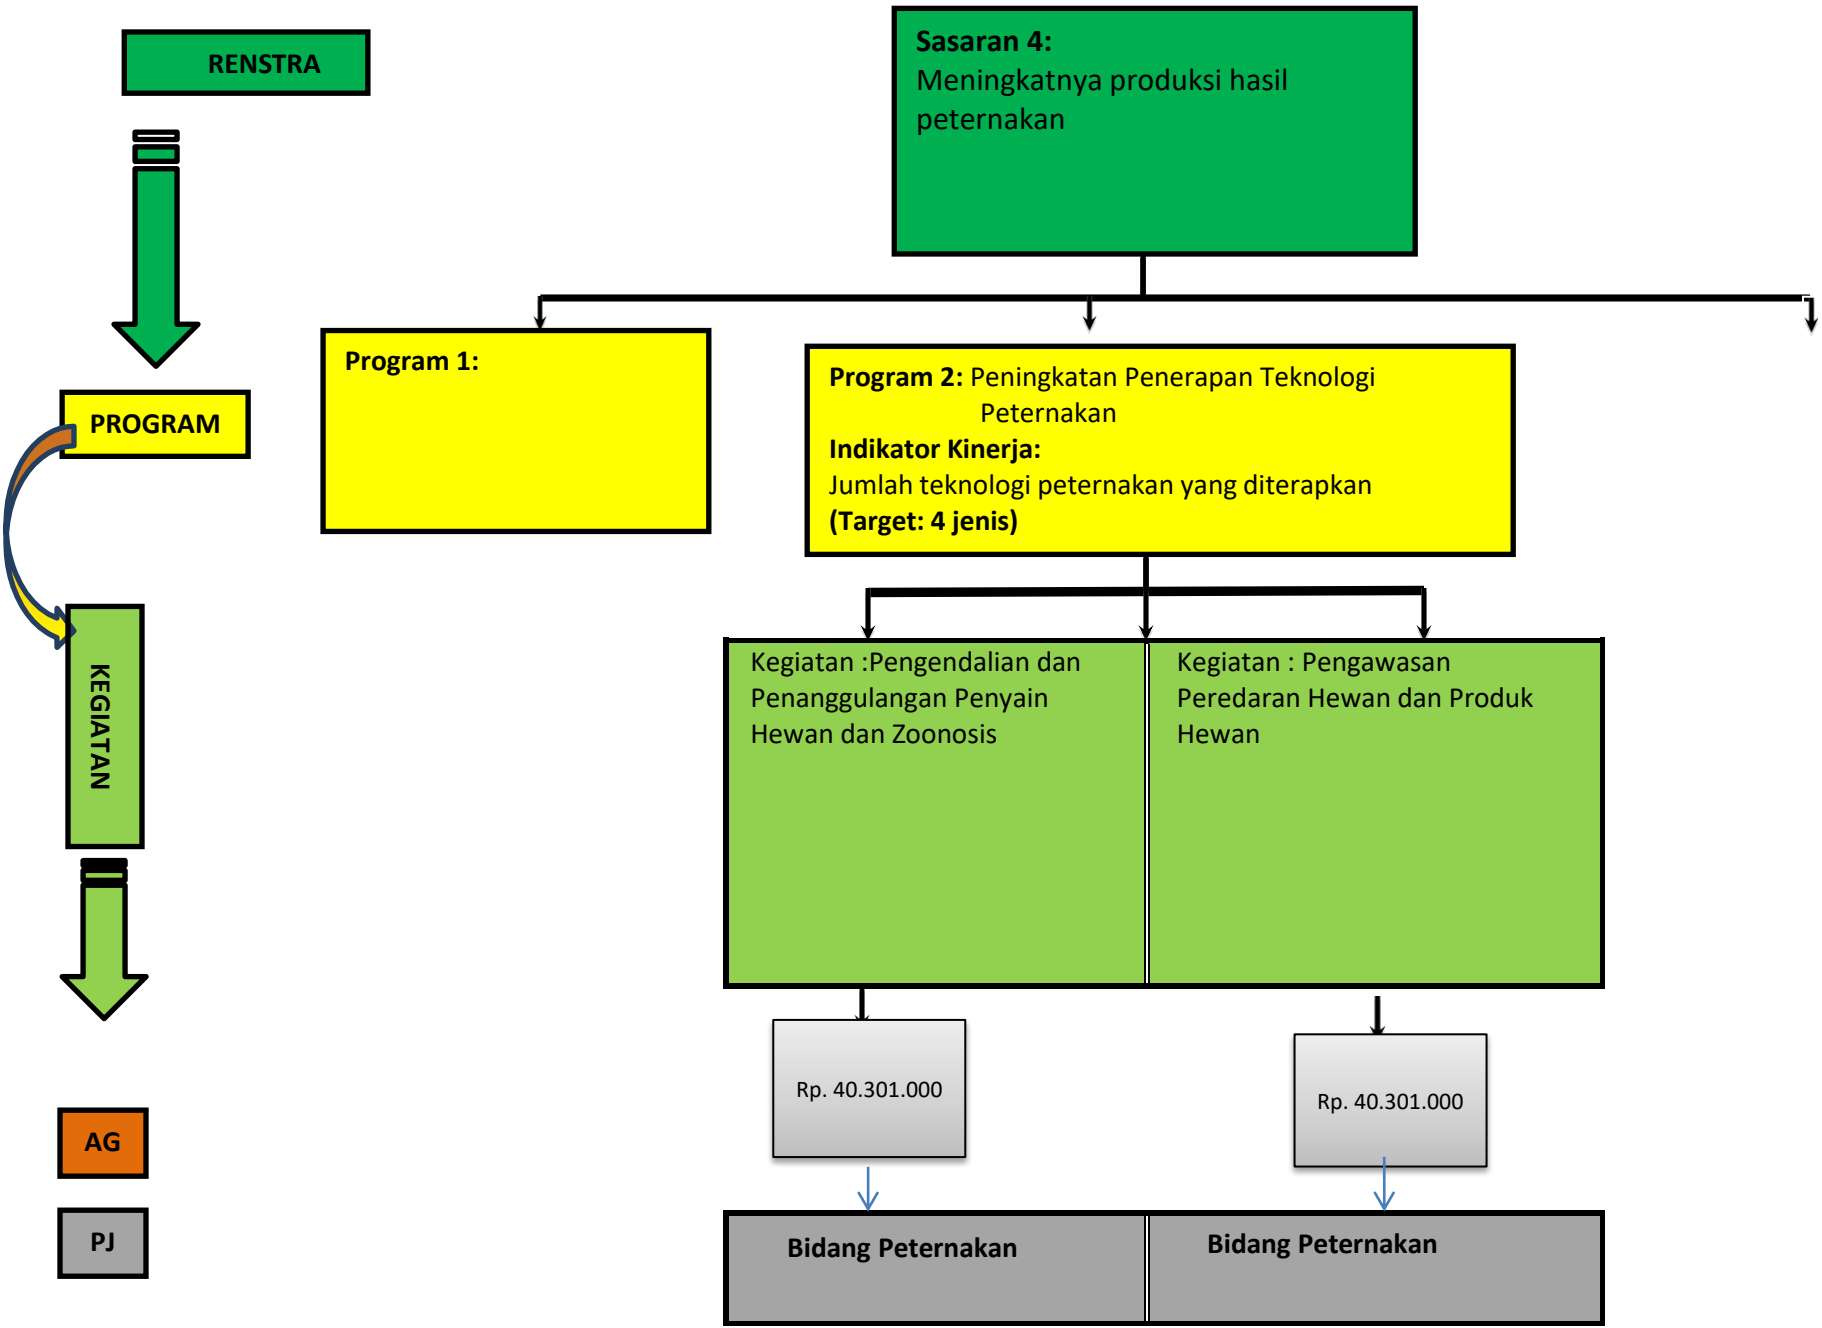 RENSTRA
Sasaran 4:
Meningkatnya produksi hasil
peternakan
Program 1:
Program 2: Peningkatan Penerapan Teknologi
Peternakan
Indikator Kinerja:
Jumlah teknologi peternakan yang diterapkan
(Target: 4 jenis)
PROGRAM
KEGIATAN
Kegiatan :Pengendalian dan
Penanggulangan Penyain
Hewan dan Zoonosis
Kegiatan : Pengawasan
Peredaran Hewan dan Produk
Hewan
Rp. 40.301.000
Rp. 40.301.000
AG
PJ
Bidang Peternakan
Bidang Peternakan